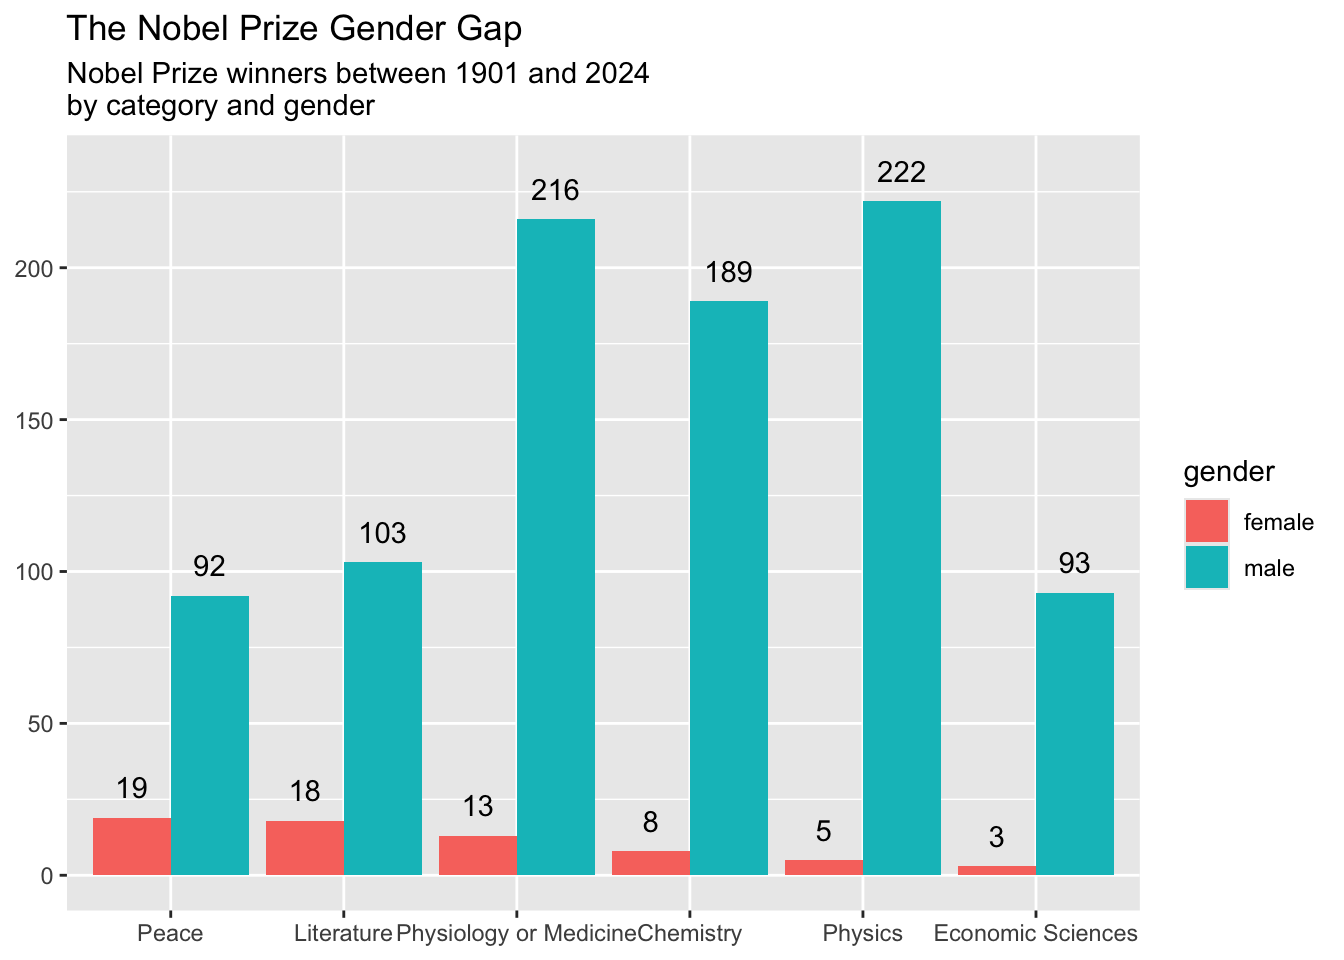 The Nobel Prize Gender Gap
Nobel Prize winners between 1901 and 2024
by category and gender
222
216
200
189
150
gender
female
male
103
100
92
93
50
19
18
13
8
5
3
0
Peace
Literature
Physiology or Medicine
Chemistry
Physics
Economic Sciences